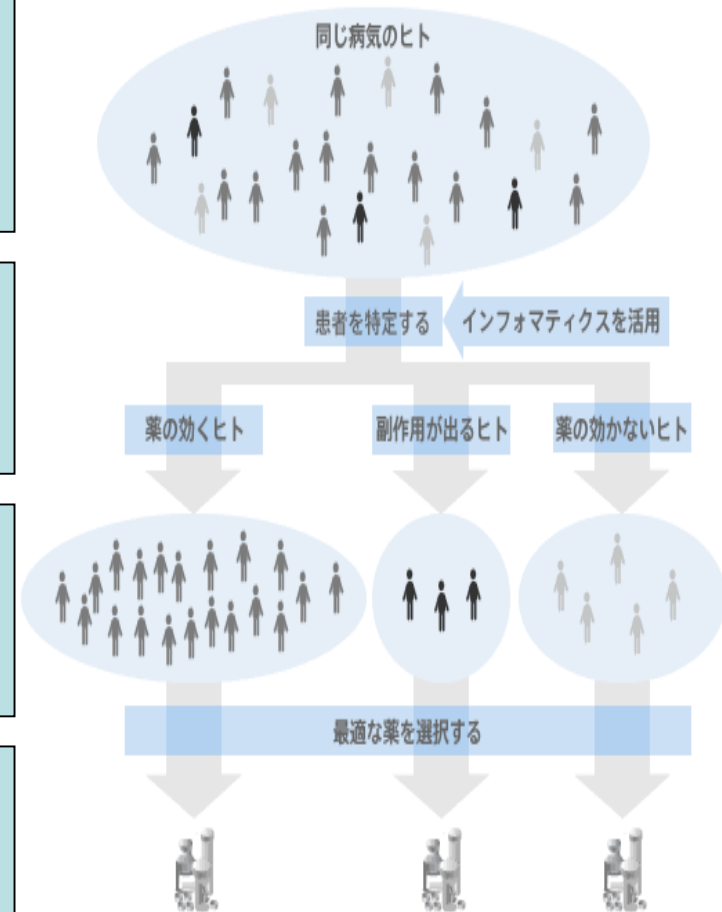 同じ病気のヒト
患者を特定する
インフォマティクスを活用
薬の効くヒト
副作用が出るヒト
薬の効かないヒト
最適な薬を選択する